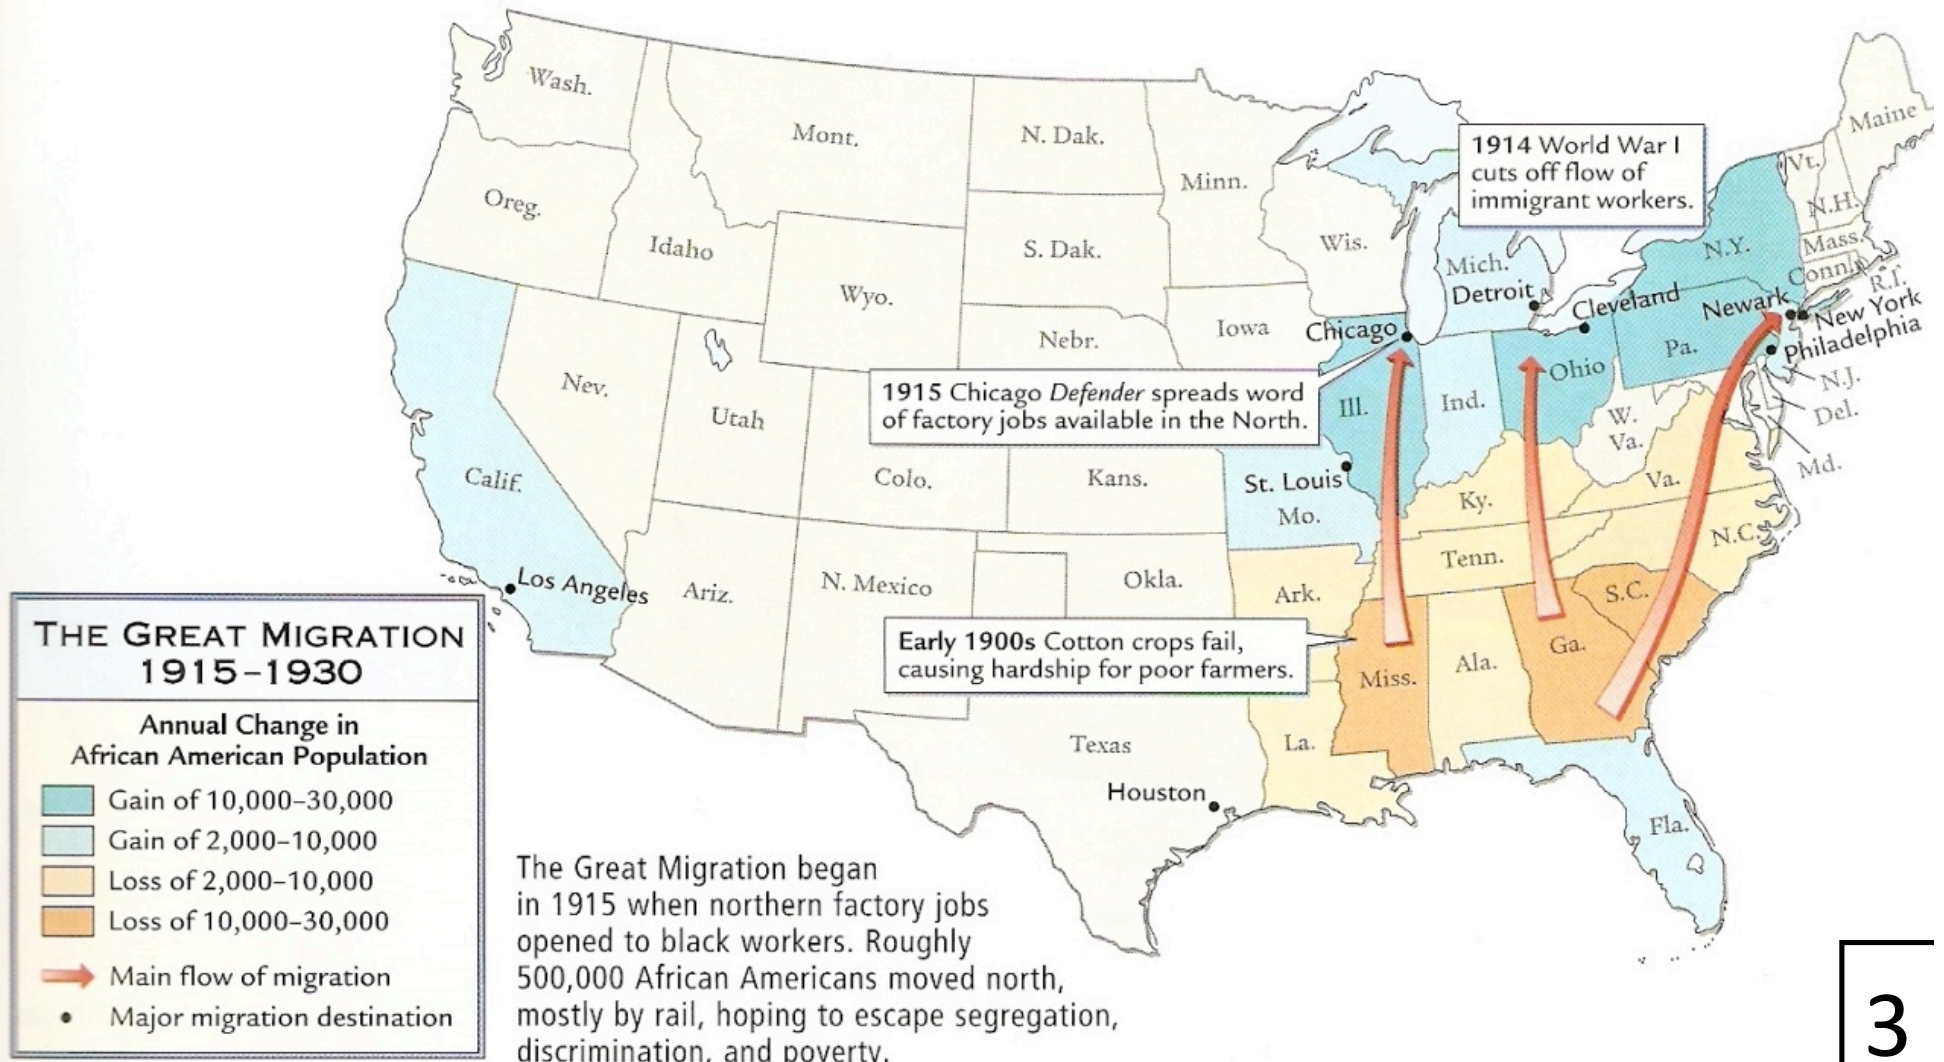 Wash.
Mont.
N. Dak.
Minn.
Maine
Oreg.
Idaho
S. Dak.
Wis.
1914 World War I
cuts off flow of
immigrant workers.
Vt.
N.H.
N.Y.
Mass.
Conn.
R.I.
Wyo.
Mich.
Detroit
Cleveland
Newark
New York
Philadelphia
Nebr.
Iowa
Chicago
Pa.
Ohio
N.J.
Del.
Md.
Nev.
Utah
1915 Chicago Defender spreads word
of factory jobs available in the North.
Ill.
Ind.
W.
Va.
Va.
Calif.
Colo.
Kans.
St. Louis
Mo.
Ky.
N.C.
Tenn.
Los Angeles
Ariz.
N. Mexico
Okla.
Ark.
S.C.
Early 1900s Cotton crops fail,
causing hardship for poor farmers.
Miss.
Ala.
Ga.
Texas
La.
Houston
Fla.
THE GREAT MIGRATION
1915–1930
Annual Change in
African American Population
Gain of 10,000–30,000
Gain of 2,000–10,000
Loss of 2,000–10,000
Loss of 10,000–30,000
Main flow of migration
Major migration destination
The Great Migration began
in 1915 when northern factory jobs
opened to black workers. Roughly
500,000 African Americans moved north,
mostly by rail, hoping to escape segregation,
discrimination, and poverty.
3